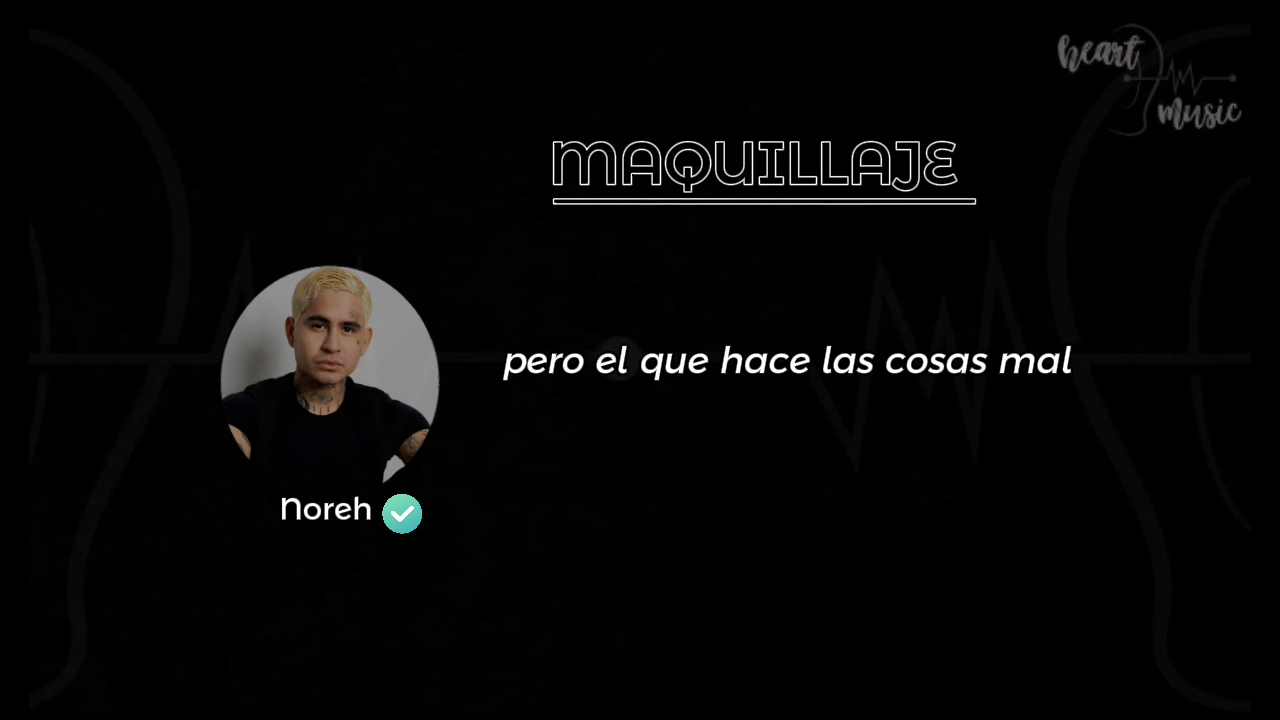 heart
music
MAQUILLAJE
pero el que hace las cosas mal
Noreh